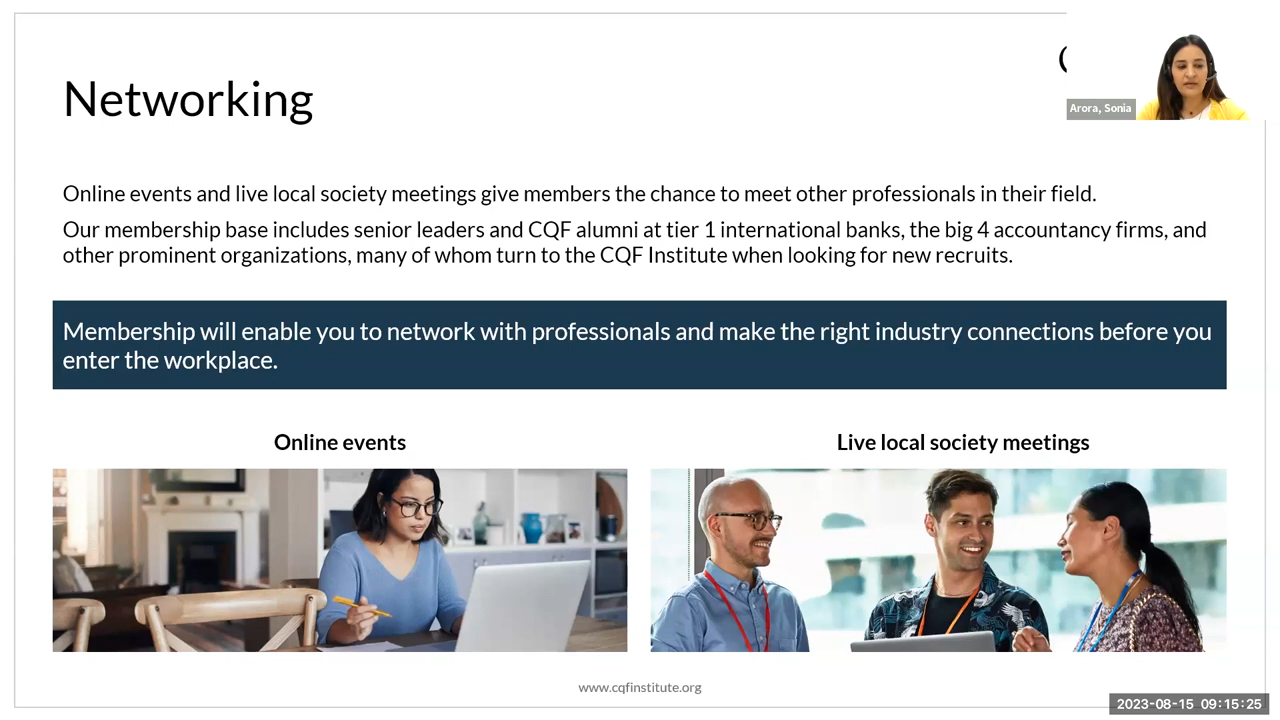 Networking
Arora, Sonia
Online events and live local society meetings give members the chance to meet other professionals in their field.
Our membership base includes senior leaders and CQF alumni at tier 1 international banks, the big 4 accountancy firms, and
other prominent organizations, many of whom turn to the CQF Institute when looking for new recruits.
Membership will enable you to network with professionals and make the right industry connections before you
enter the workplace.
Online events
Live local society meetings
www.cqfinstitute.org
2023-08-15 09:15:25